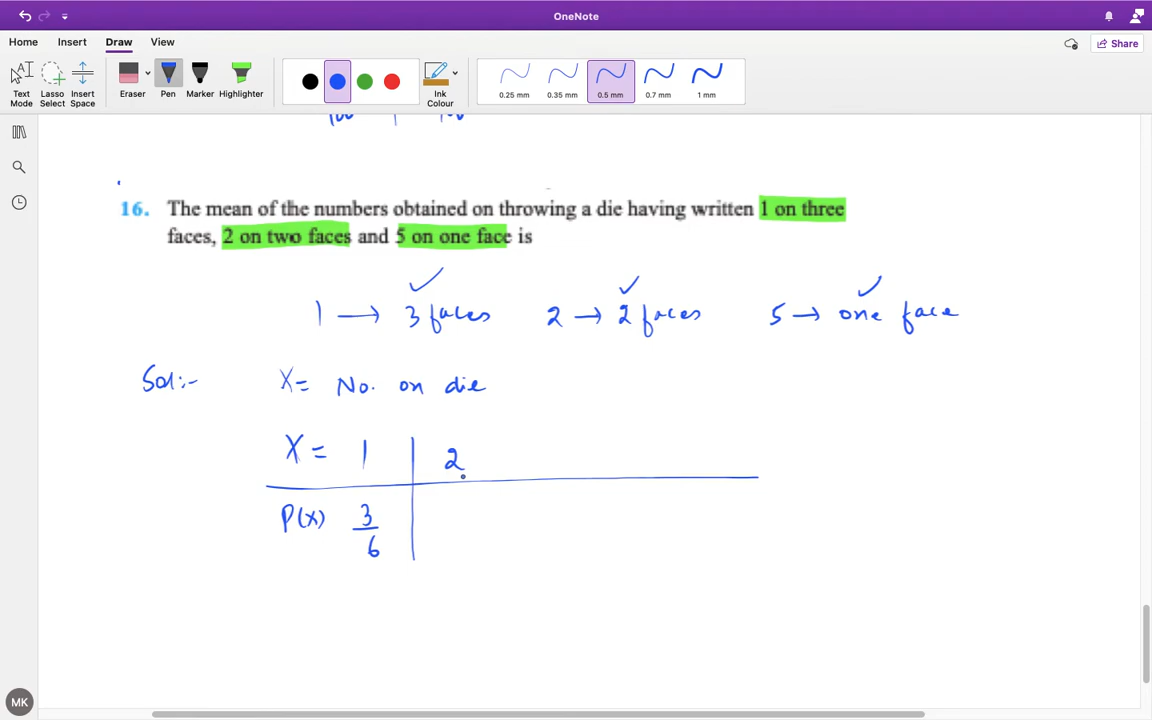 OneNote
Home Insert Draw View
Share
Text Mode
Lasso Select
Insert Space
Eraser
Pen
Marker
Highlighter
Ink Colour
0.25 mm
0.35 mm
0.5 mm
0.7 mm
1 mm
16. The mean of the numbers obtained on throwing a die having written 1 on three
faces, 2 on two faces and 5 on one face is
1 → 3 faces 2 → 2 faces 5 → one face
Sol:- X = No. on die
X = 1 2
P(X) 3/6
MK